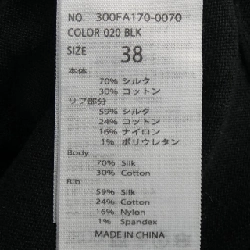 NO. 300FA170-0070
COLOR 020 BLK
SIZE 38
本体
70% シルク
30% コットン
リブ部分
59% シルク
24% コットン
16% ナイロン
1% ポリウレタン
Body
70% Silk
30% Cotton
Rib
59% Silk
24% Cotton
16% Nylon
1% Spandex
MADE IN CHINA